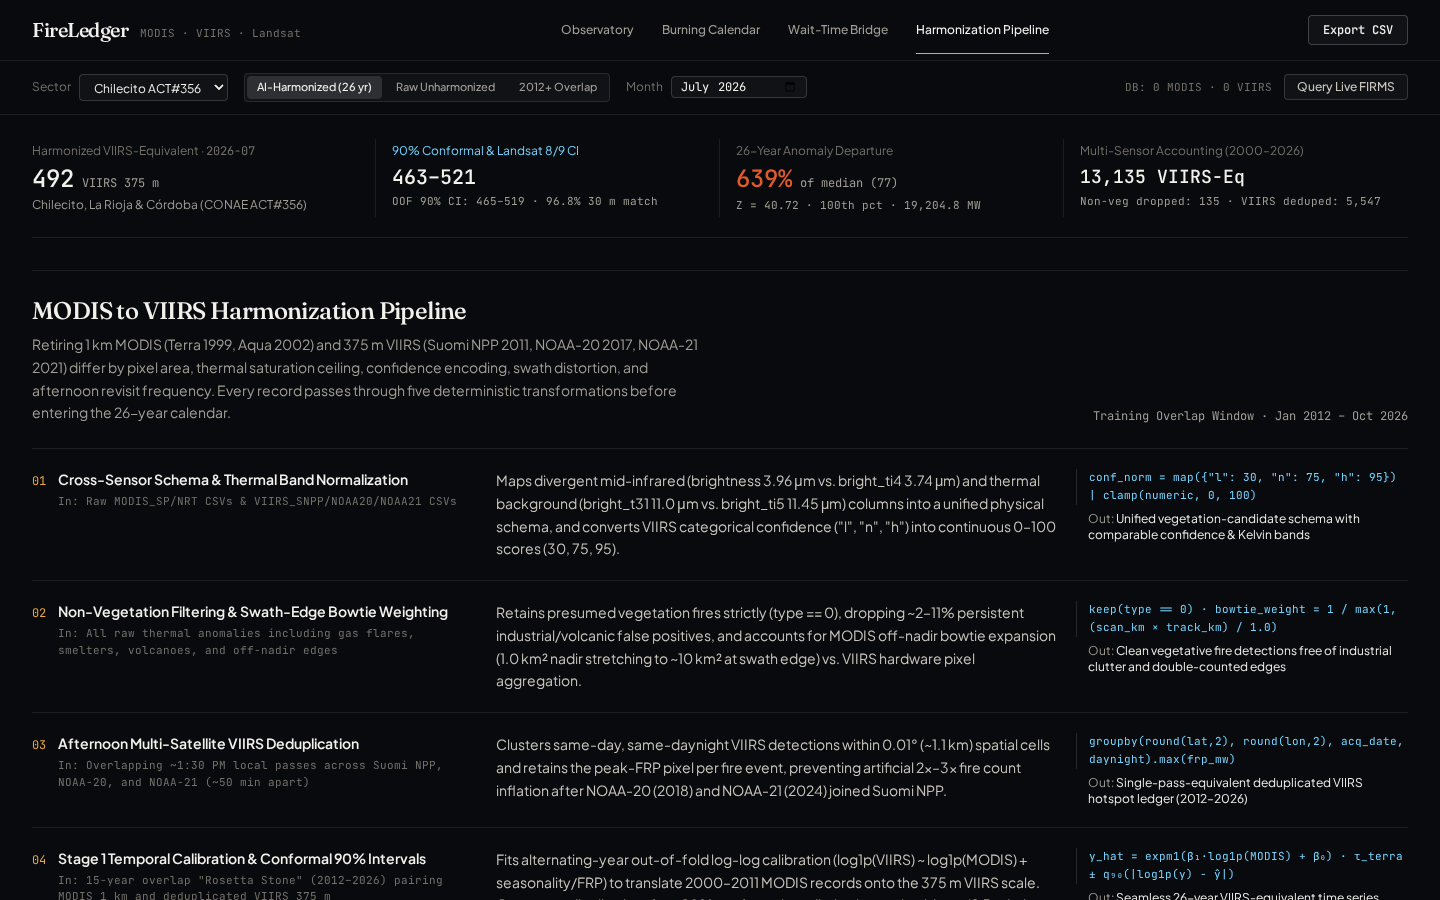 FireLedger MODIS · VIIRS · Landsat
Observatory Burning Calendar Wait-Time Bridge Harmonization Pipeline
Export CSV
Sector Chilecito ACT#356 AI-Harmonized (26 yr) Raw Unharmonized 2012+ Overlap Month July 2026
DB: 0 MODIS · 0 VIIRS Query Live FIRMS
Harmonized VIIRS-Equivalent · 2026-07
492 VIIRS 375 m
Chilecito, La Rioja & Córdoba (CONAE ACT#356)
90% Conformal & Landsat 8/9 CI
463–521
OOF 90% CI: 465–519 · 96.8% 30 m match
26-Year Anomaly Departure
639% of median (77)
Z = 40.72 · 100th pct · 19,204.8 MW
Multi-Sensor Accounting (2000–2026)
13,135 VIIRS-Eq
Non-veg dropped: 135 · VIIRS deduped: 5,547
MODIS to VIIRS Harmonization Pipeline
Retiring 1 km MODIS (Terra 1999, Aqua 2002) and 375 m VIIRS (Suomi NPP 2011, NOAA-20 2017, NOAA-21
2021) differ by pixel area, thermal saturation ceiling, confidence encoding, swath distortion, and
afternoon revisit frequency. Every record passes through five deterministic transformations before
entering the 26-year calendar.
Training Overlap Window · Jan 2012 – Oct 2026
01 Cross-Sensor Schema & Thermal Band Normalization
In: Raw MODIS_SP/NRT CSVs & VIIRS_SNPP/NOAA20/NOAA21 CSVs
Maps divergent mid-infrared (brightness 3.96 µm vs. bright_ti4 3.74 µm) and thermal
background (bright_t31 11.0 µm vs. bright_ti5 11.45 µm) columns into a unified physical
schema, and converts VIIRS categorical confidence ("l", "n", "h") into continuous 0–100
scores (30, 75, 95).
conf_norm = map({"l": 30, "n": 75, "h": 95})
| clamp(numeric, 0, 100)
Out: Unified vegetation-candidate schema with
comparable confidence & Kelvin bands
02 Non-Vegetation Filtering & Swath-Edge Bowtie Weighting
In: All raw thermal anomalies including gas flares,
smelters, volcanoes, and off-nadir edges
Retains presumed vegetation fires strictly (type == 0), dropping ~2–11% persistent
industrial/volcanic false positives, and accounts for MODIS off-nadir bowtie expansion
(1.0 km² nadir stretching to ~10 km² at swath edge) vs. VIIRS hardware pixel
aggregation.
keep(type == 0) · bowtie_weight = 1 / max(1,
(scan_km × track_km) / 1.0)
Out: Clean vegetative fire detections free of industrial
clutter and double-counted edges
03 Afternoon Multi-Satellite VIIRS Deduplication
In: Overlapping ~1:30 PM local passes across Suomi NPP,
NOAA-20, and NOAA-21 (~50 min apart)
Clusters same-day, same-daynight VIIRS detections within 0.01° (~1.1 km) spatial cells
and retains the peak-FRP pixel per fire event, preventing artificial 2×–3× fire count
inflation after NOAA-20 (2018) and NOAA-21 (2024) joined Suomi NPP.
groupby(round(lat,2), round(lon,2), acq_date,
daynight).max(frp_mw)
Out: Single-pass-equivalent deduplicated VIIRS
hotspot ledger (2012–2026)
04 Stage 1 Temporal Calibration & Conformal 90% Intervals
In: 15-year overlap "Rosetta Stone" (2012–2026) pairing
MODIS 1 km and deduplicated VIIRS 375 m
Fits alternating-year out-of-fold log-log calibration (log1p(VIIRS) ~ log1p(MODIS) +
seasonality/FRP) to translate 2000–2011 MODIS records onto the 375 m VIIRS scale.
y_hat = expm1(β₁·log1p(MODIS) + β₀) · τ_terra
± q₉₀(|log1p(y) - ŷ|)
Out: Seamless 26-year VIIRS-equivalent time series